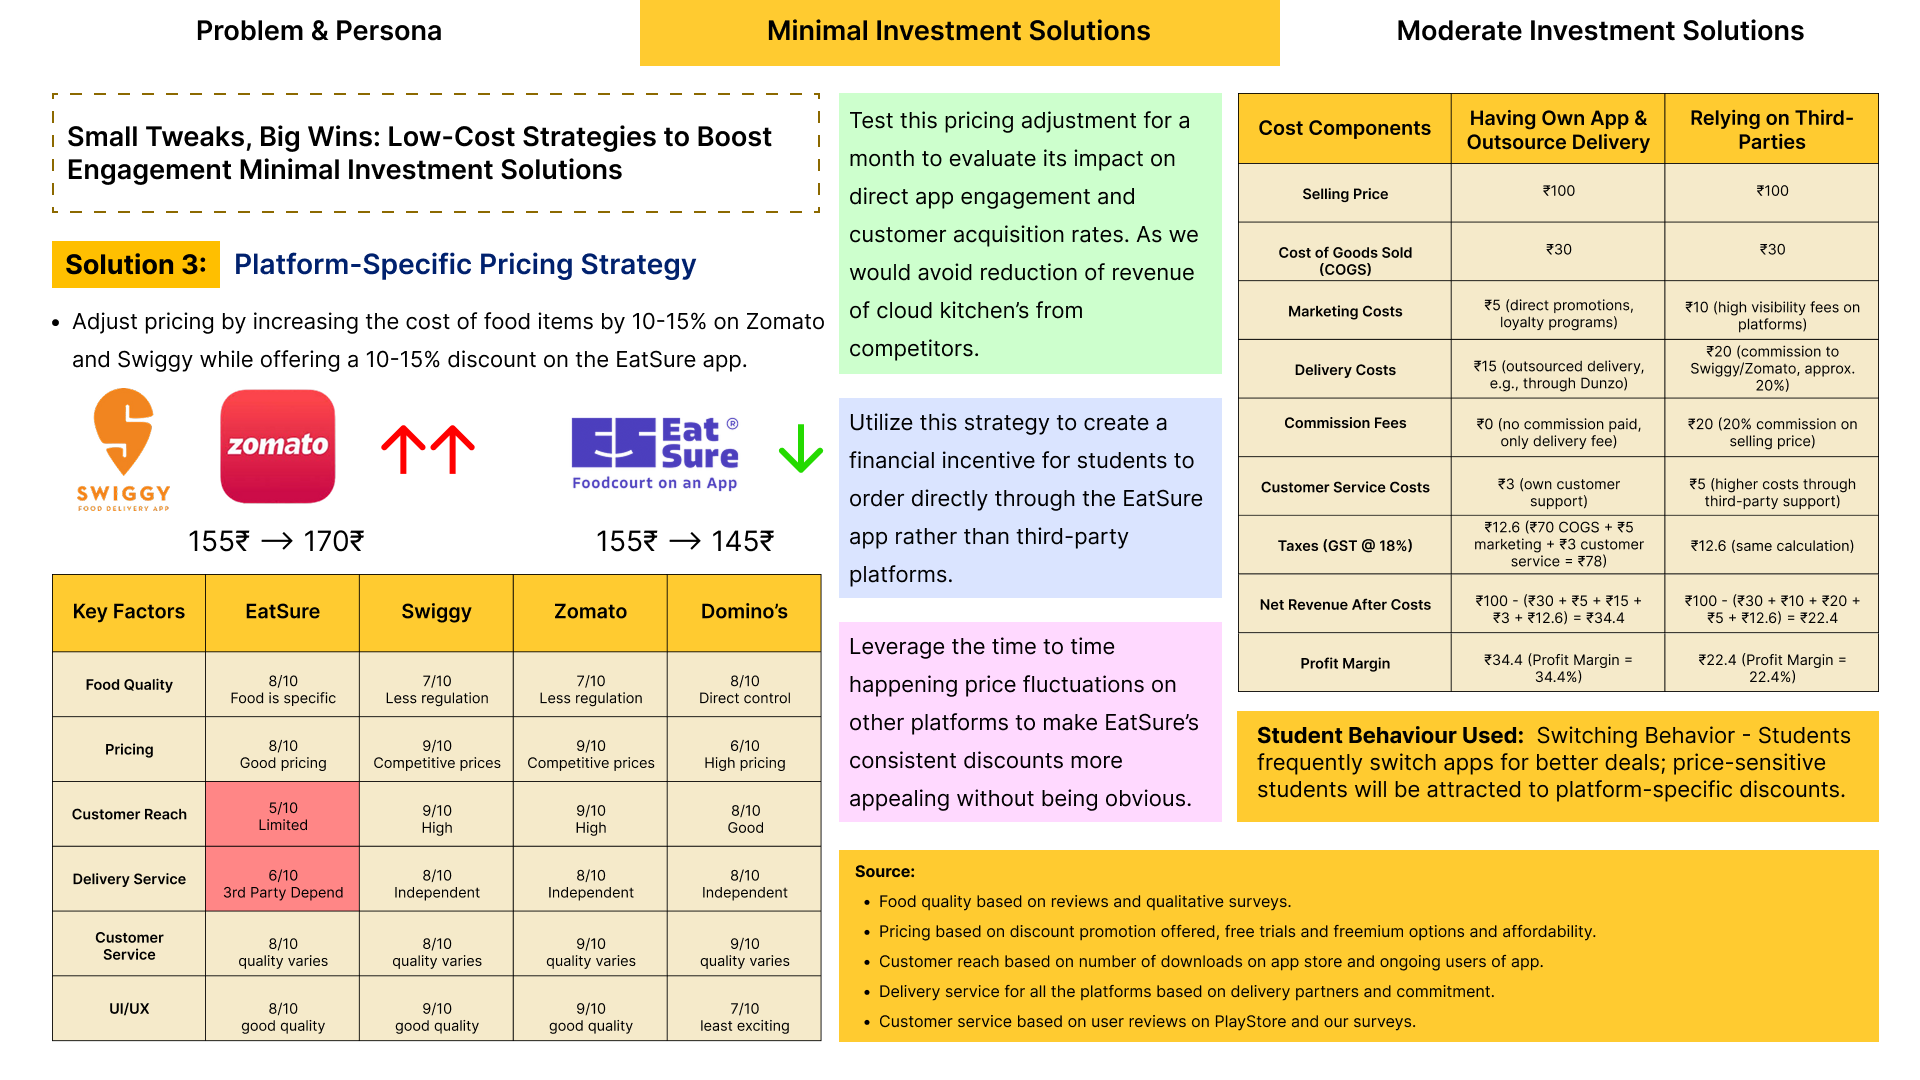 Problem & Persona
Minimal Investment Solutions
Moderate Investment Solutions
Small Tweaks, Big Wins: Low-Cost Strategies to Boost
Engagement Minimal Investment Solutions
Solution 3:
Platform-Specific Pricing Strategy
• Adjust pricing by increasing the cost of food items by 10-15% on Zomato
and Swiggy while offering a 10-15% discount on the EatSure app.
SWIGGY
FOOD DELIVERY APP
zomato
Eat ®
Sure
Foodcourt on an App
155₹ → 170₹
155₹ → 145₹
Key Factors
EatSure
Swiggy
Zomato
Domino's
Food Quality
8/10
Food is specific
7/10
Less regulation
7/10
Less regulation
8/10
Direct control
Pricing
8/10
Good pricing
9/10
Competitive prices
9/10
Competitive prices
6/10
High pricing
Customer Reach
5/10
Limited
9/10
High
9/10
High
8/10
Good
Delivery Service
6/10
3rd Party Depend
8/10
Independent
8/10
Independent
8/10
Independent
Customer
Service
8/10
quality varies
8/10
quality varies
9/10
quality varies
9/10
quality varies
UI/UX
8/10
good quality
9/10
good quality
9/10
good quality
7/10
least exciting
Test this pricing adjustment for a
month to evaluate its impact on
direct app engagement and
customer acquisition rates. As we
would avoid reduction of revenue
of cloud kitchen's from
competitors.
Utilize this strategy to create a
financial incentive for students to
order directly through the EatSure
app rather than third-party
platforms.
Leverage the time to time
happening price fluctuations on
other platforms to make EatSure's
consistent discounts more
appealing without being obvious.
Cost Components
Having Own App &
Outsource Delivery
Relying on Third-
Parties
Selling Price
₹100
₹100
Cost of Goods Sold
(COGS)
₹30
₹30
Marketing Costs
₹5 (direct promotions,
loyalty programs)
₹10 (high visibility fees on
platforms)
Delivery Costs
₹15 (outsourced delivery,
e.g., through Dunzo)
₹20 (commission to
Swiggy/Zomato, approx.
20%)
Commission Fees
₹0 (no commission paid,
only delivery fee)
₹20 (20% commission on
selling price)
Customer Service Costs
₹3 (own customer
support)
₹5 (higher costs through
third-party support)
Taxes (GST @ 18%)
₹12.6 (₹70 COGS + ₹5
marketing + ₹3 customer
service = ₹78)
₹12.6 (same calculation)
Net Revenue After Costs
₹100 - (₹30 + ₹5 + ₹15 +
₹3 + ₹12.6) = ₹34.4
₹100 - (₹30 + ₹10 + ₹20 +
₹5 + ₹12.6) = ₹22.4
Profit Margin
₹34.4 (Profit Margin =
34.4%)
₹22.4 (Profit Margin =
22.4%)
Student Behaviour Used: Switching Behavior - Students
frequently switch apps for better deals; price-sensitive
students will be attracted to platform-specific discounts.
Source:
• Food quality based on reviews and qualitative surveys.
• Pricing based on discount promotion offered, free trials and freemium options and affordability.
• Customer reach based on number of downloads on app store and ongoing users of app.
• Delivery service for all the platforms based on delivery partners and commitment.
• Customer service based on user reviews on PlayStore and our surveys.